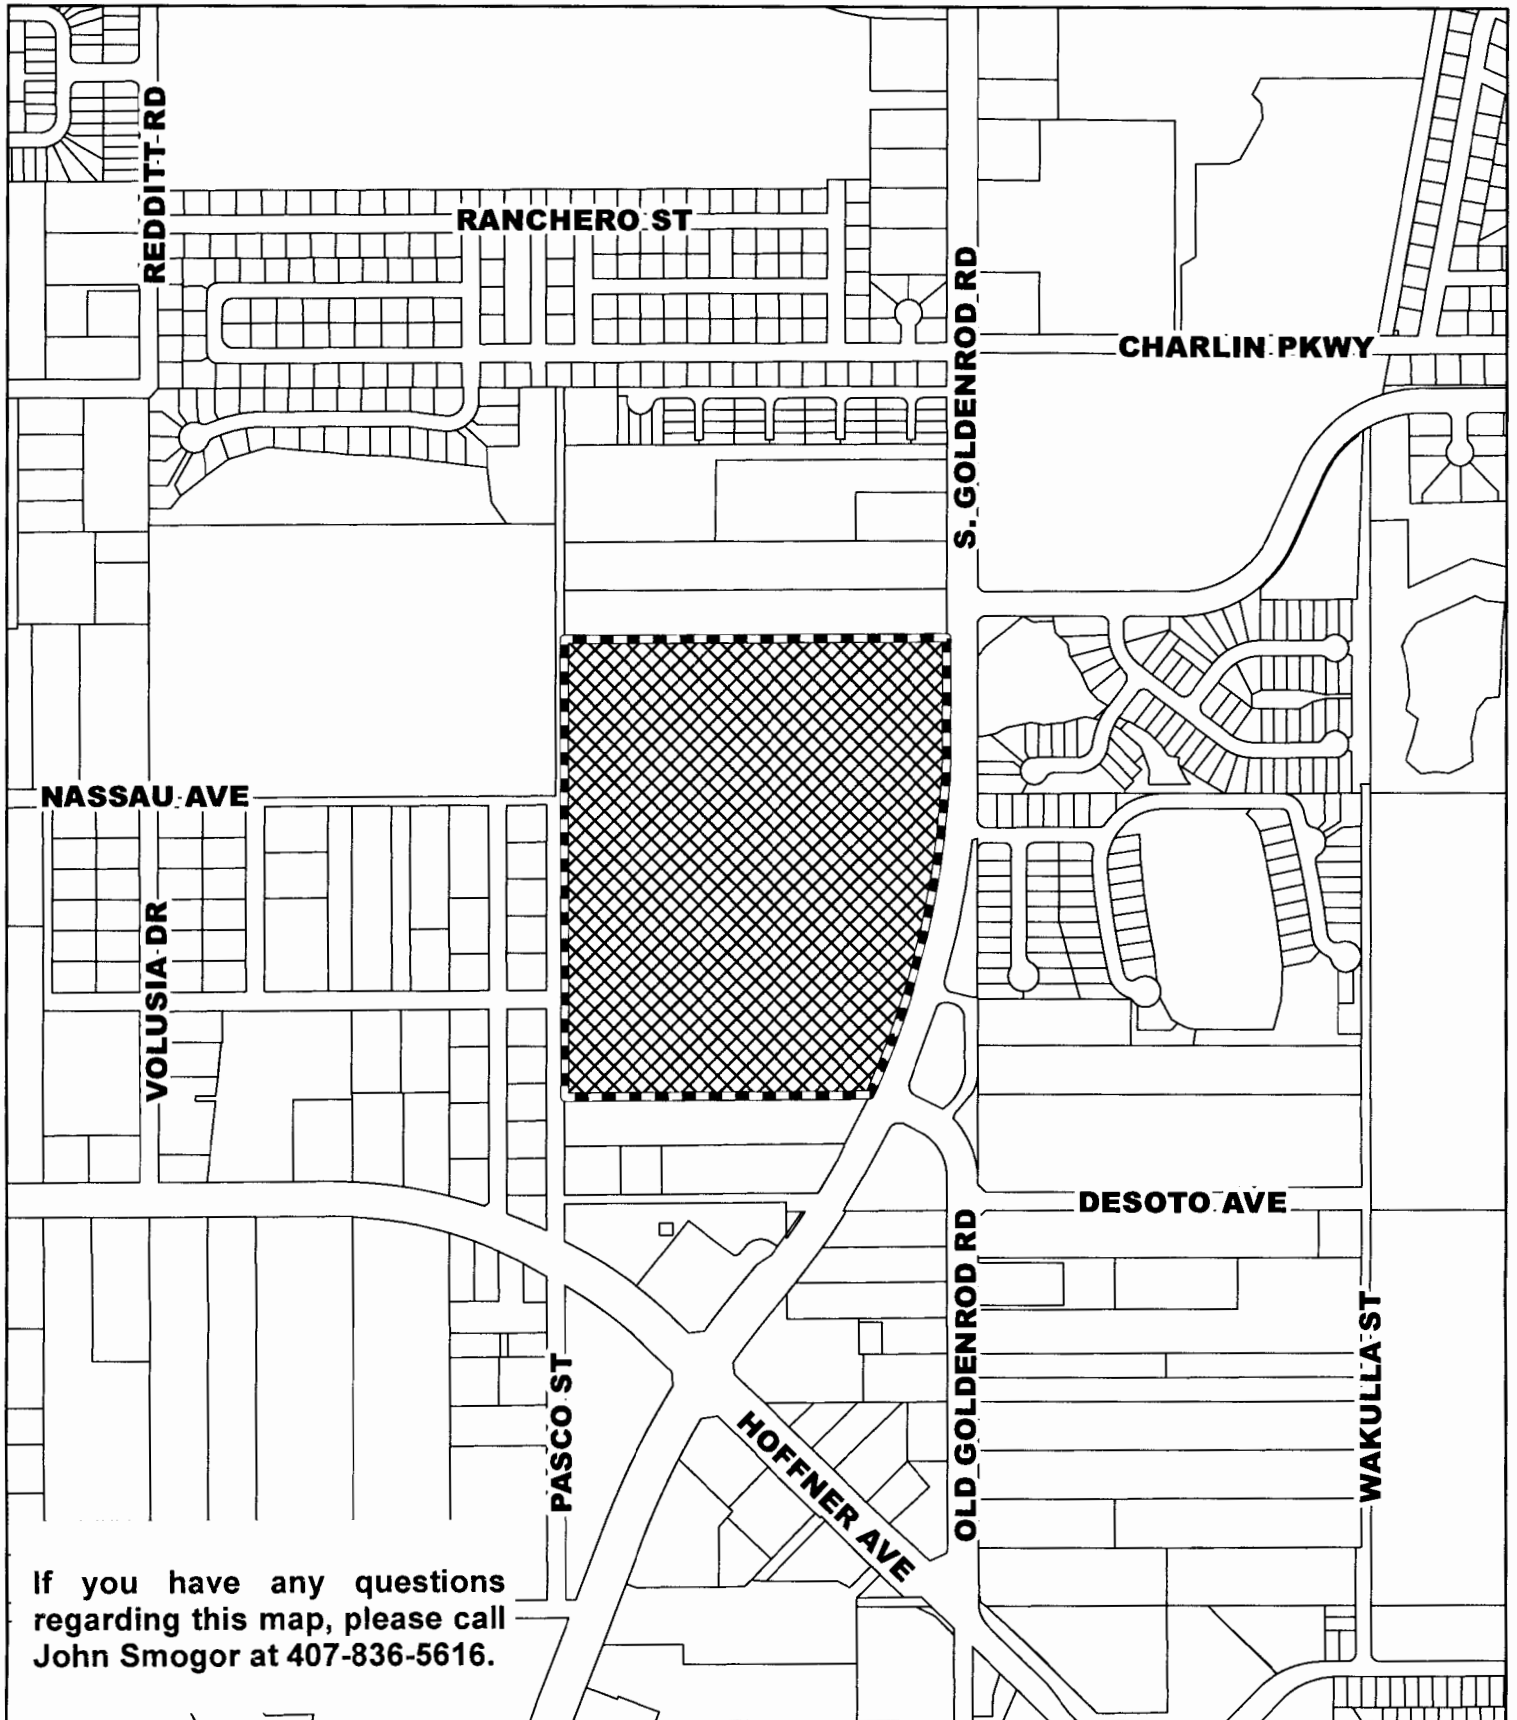 REDDITT RD
RANCHERO ST
S. GOLDENROD RD
CHARLIN PKWY
NASSAU AVE
VOLUSIA DR
DESOTO AVE
OLD GOLDENROD RD
WAKULLA ST
PASCO ST
HOFFNER AVE
If you have any questions
regarding this map, please call
John Smogor at 407-836-5616.